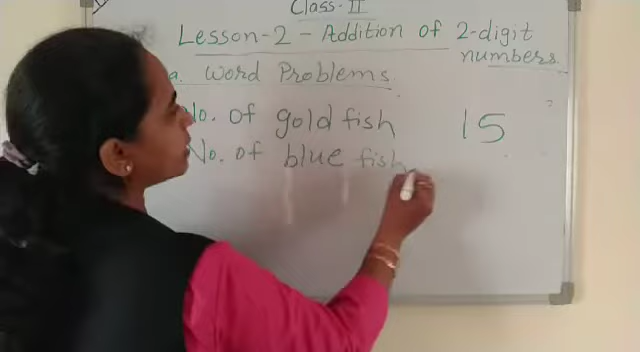 Class-II
Lesson-2 - Addition of 2-digit
numbers.
a. Word Problems.
No. of gold fish 15
No. of blue fish